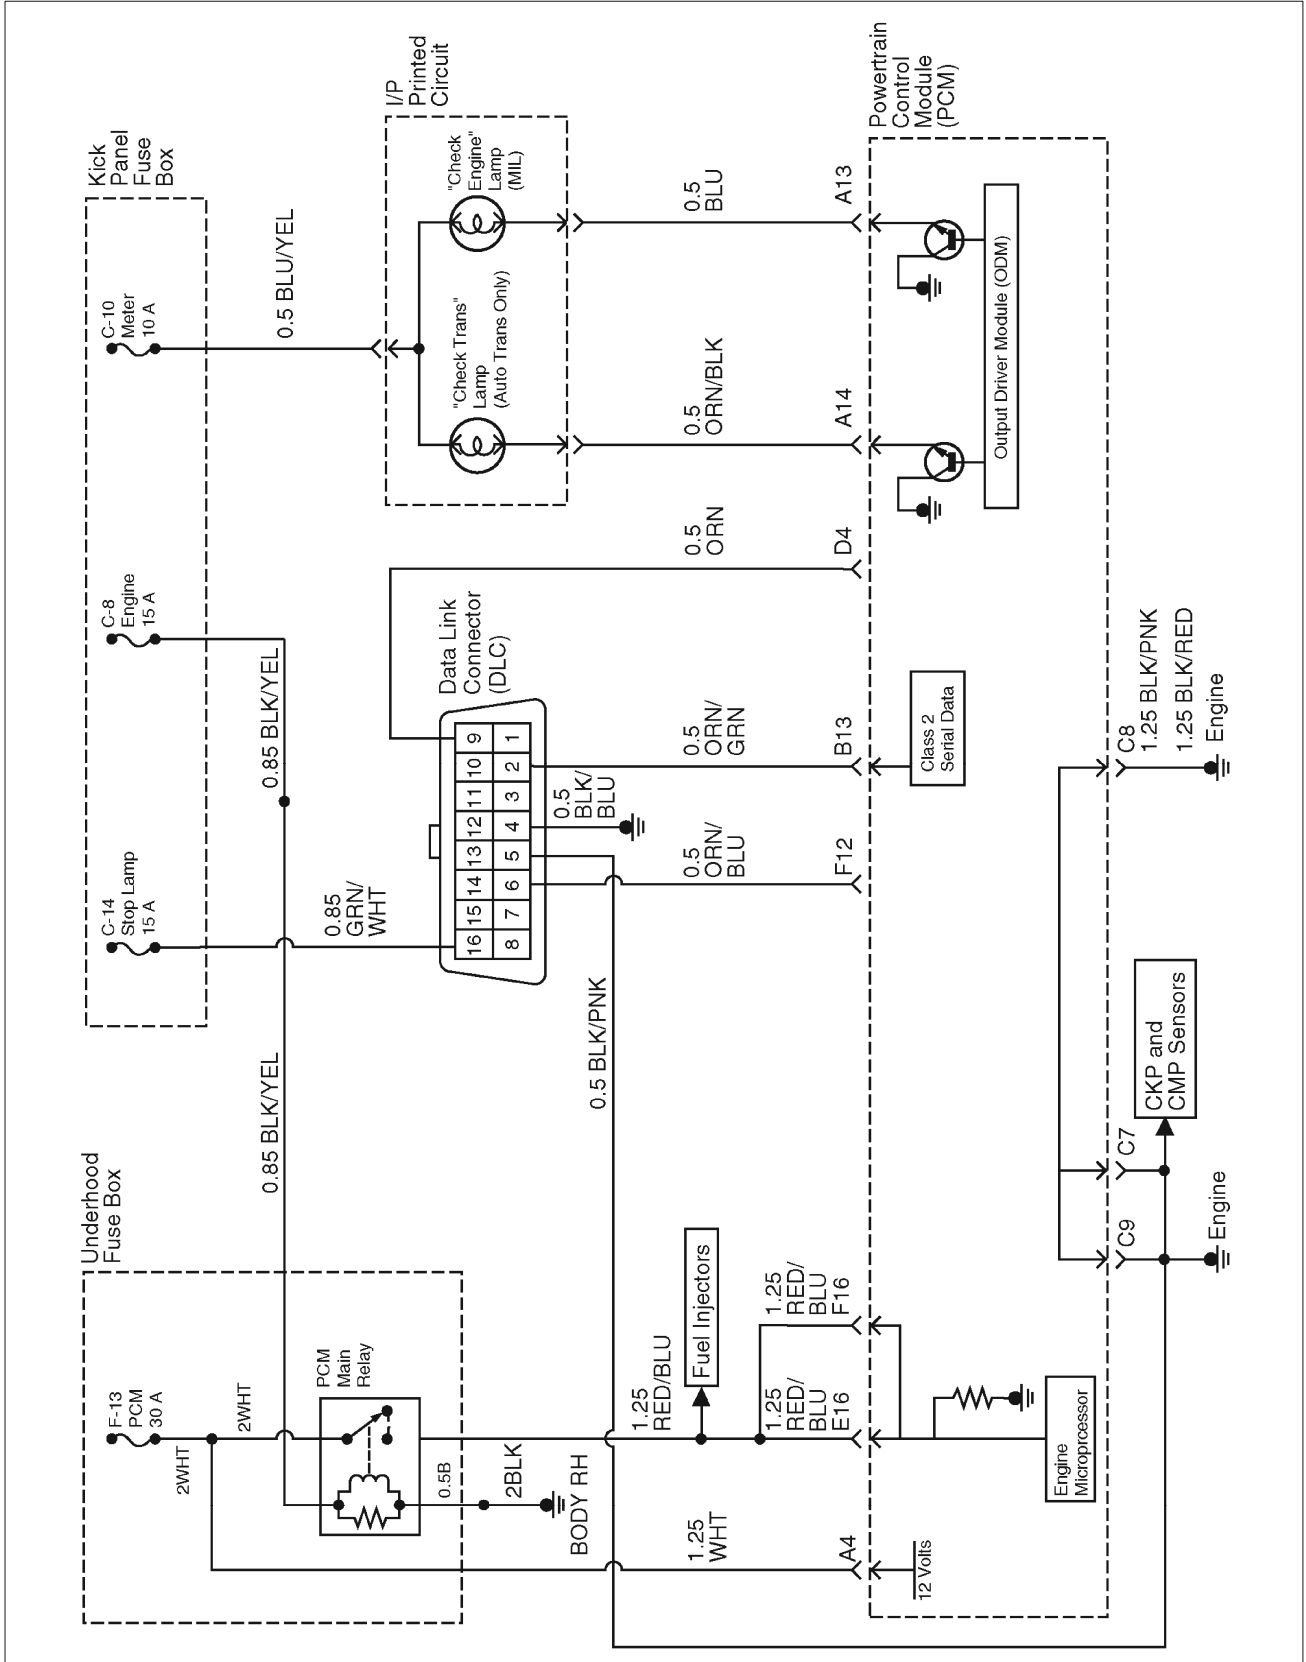 Kick
Panel
Fuse
Box
C-10
Meter
10 A
C-8
Engine
15 A
C-14
Stop Lamp
15 A
0.5 BLU/YEL
0.85 BLK/YEL
0.85
GRN/
WHT
0.85 BLK/YEL
Underhood
Fuse Box
F-13
PCM
30 A
2WHT
2WHT
PCM
Main
Relay
0.5B
2BLK
BODY RH
I/P
Printed
Circuit
"Check
Engine"
Lamp
(MIL)
"Check Trans"
Lamp
(Auto Trans Only)
Data Link
Connector
(DLC)
9
10
11
12
13
14
15
16
1
2
3
4
5
6
7
8
0.5
BLK/
BLU
0.5 BLK/PNK
0.5
BLU
A13
0.5
ORN/BLK
A14
0.5
ORN
D4
0.5
ORN/
GRN
B13
0.5
ORN/
BLU
F12
1.25
RED/BLU
Fuel Injectors
1.25
RED/
BLU
F16
1.25
RED/
BLU
E16
1.25
WHT
A4
Powertrain
Control
Module
(PCM)
Output Driver Module (ODM)
Class 2
Serial Data
Engine
Microprcessor
12 Volts
C8
1.25 BLK/PNK
1.25 BLK/RED
Engine
CKP and
CMP Sensors
C7
C9
Engine